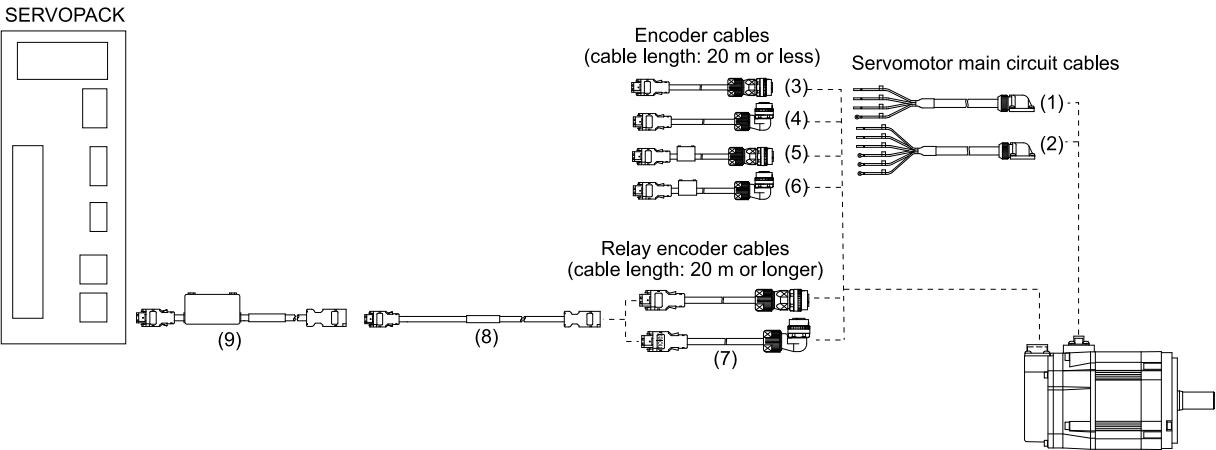 SERVOPACK
Encoder cables
(cable length: 20 m or less)
(3)
(4)
(5)
(6)
Servomotor main circuit cables
(1)
(2)
Relay encoder cables
(cable length: 20 m or longer)
(7)
(8)
(9)